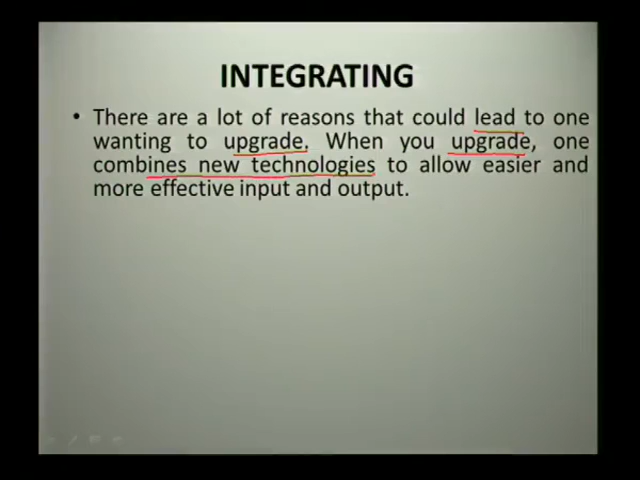 INTEGRATING
• There are a lot of reasons that could lead to one
wanting to upgrade. When you upgrade, one
combines new technologies to allow easier and
more effective input and output.